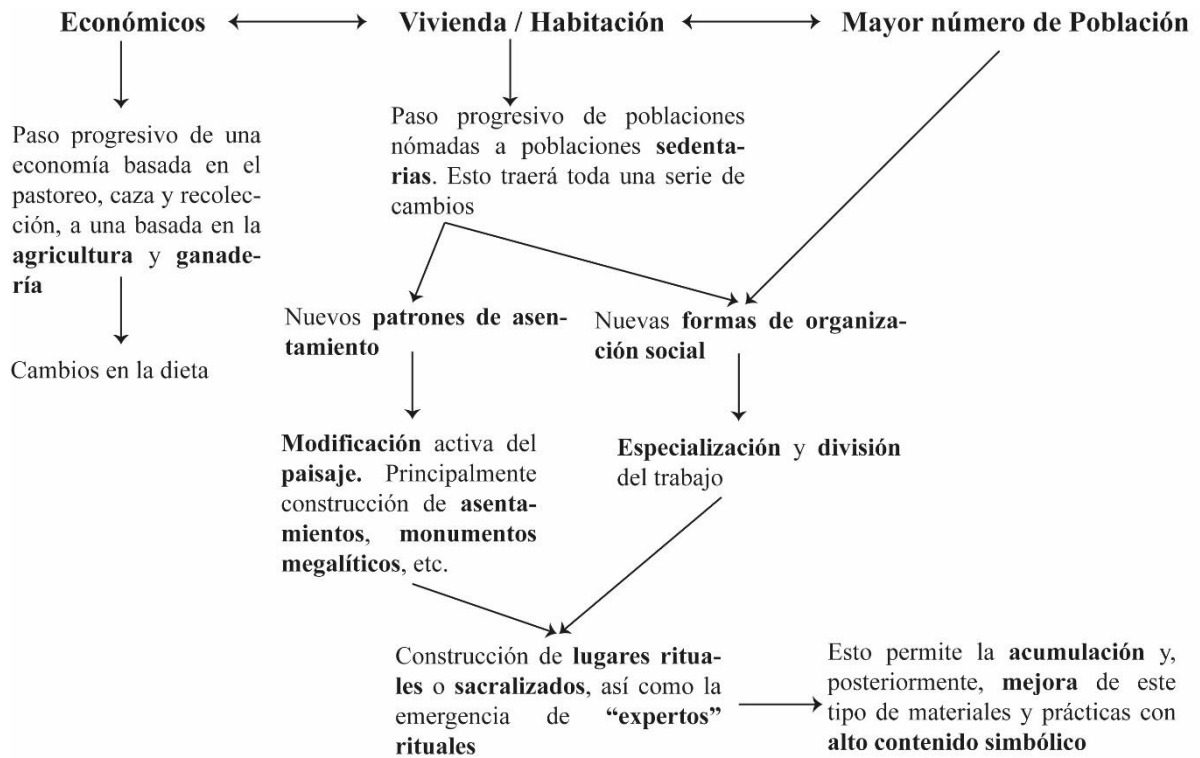 Económicos
Vivienda / Habitación
Mayor número de Población
Paso progresivo de una
economía basada en el
pastoreo, caza y recolec-
ción, a una basada en la
agricultura y ganade-
ría
Cambios en la dieta
Paso progresivo de poblaciones
nómadas a poblaciones sedenta-
rias. Esto traerá toda una serie de
cambios
Nuevos patrones de asen-
tamiento
Nuevas formas de organiza-
ción social
Modificación activa del
paisaje. Principalmente
construcción de asenta-
mientos, monumentos
megalíticos, etc.
Especialización y división
del trabajo
Construcción de lugares ritua-
les o sacralizados, así como la
emergencia de “expertos”
rituales
Esto permite la acumulación y,
posteriormente, mejora de este
tipo de materiales y prácticas con
alto contenido simbólico